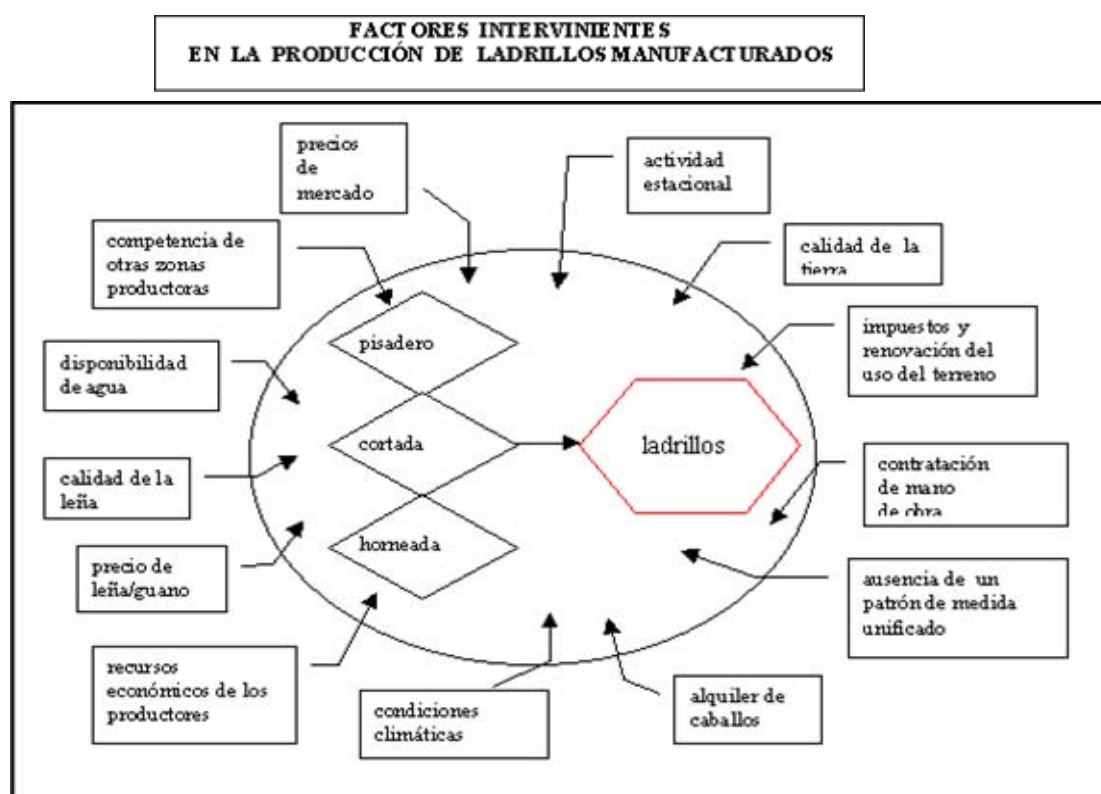 FACTORES INTERVINIENTES
EN LA PRODUCCIÓN DE LADRILLOS MANUFACTURADOS
precios
de
mercado
actividad
estacional
competencia de
otras zonas
productoras
calidad de la
tierra
pisadero
impuestos y
renovación del
uso del terreno
disponibilidad
de agua
cortada
ladrillos
calidad de la
leña
contratación
de mano
de obra
horneada
precio de
leña/guano
ausencia de un
patrón de medida
unificado
recursos
económicos de los
productores
condiciones
climáticas
alquiler de
caballos